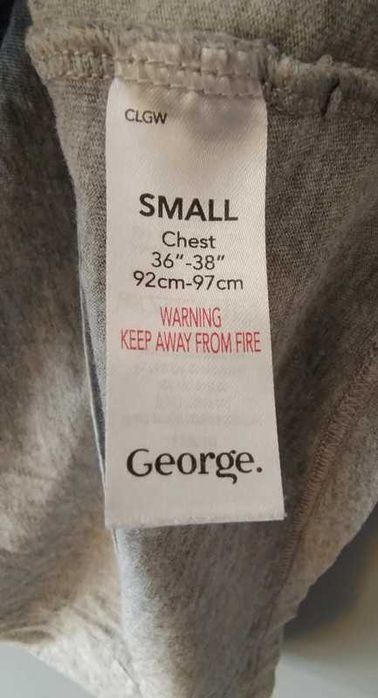 CLGW
SMALL
Chest
36"-38"
92cm-97cm
WARNING
KEEP AWAY FROM FIRE
George.